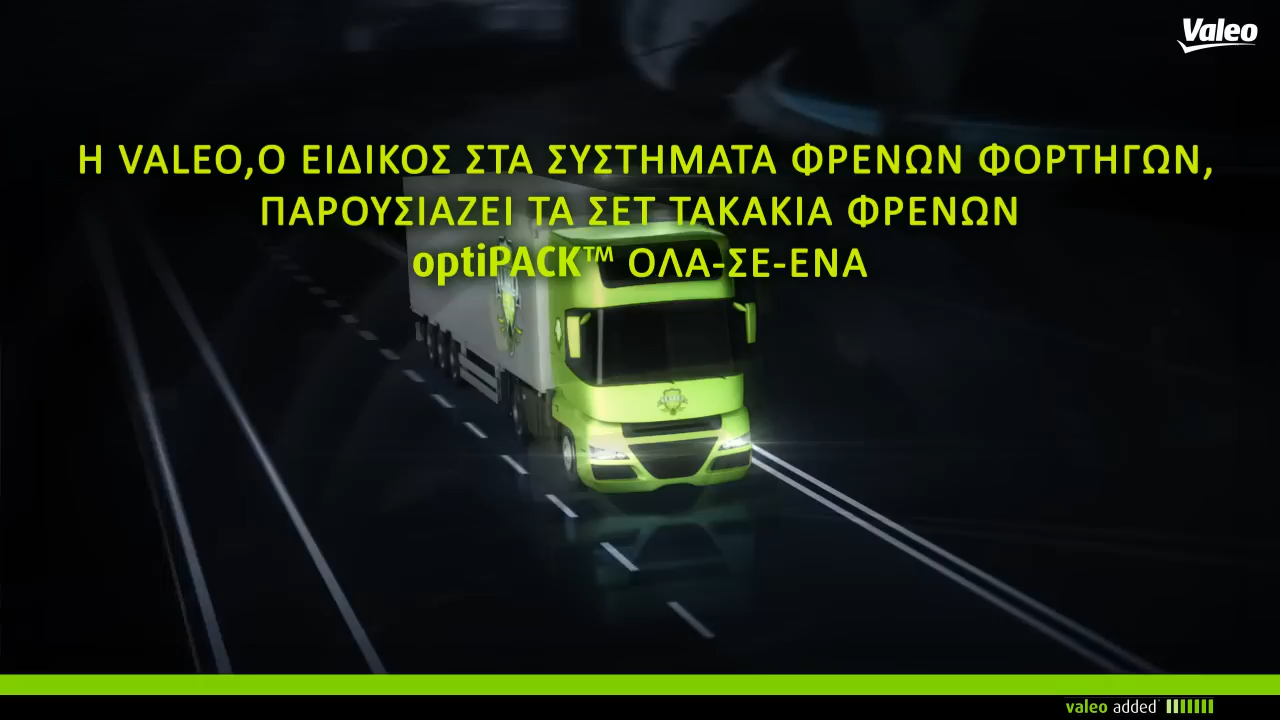 Valeo
Η VALEO,Ο ΕΙΔΙΚΟΣ ΣΤΑ ΣΥΣΤΗΜΑΤΑ ΦΡΕΝΩΝ ΦΟΡΤΗΓΩΝ,
ΠΑΡΟΥΣΙΑΖΕΙ ΤΑ ΣΕΤ ΤΑΚΑΚΙΑ ΦΡΕΝΩΝ
optiPACK™ ΟΛΑ-ΣΕ-ΕΝΑ
valeo added